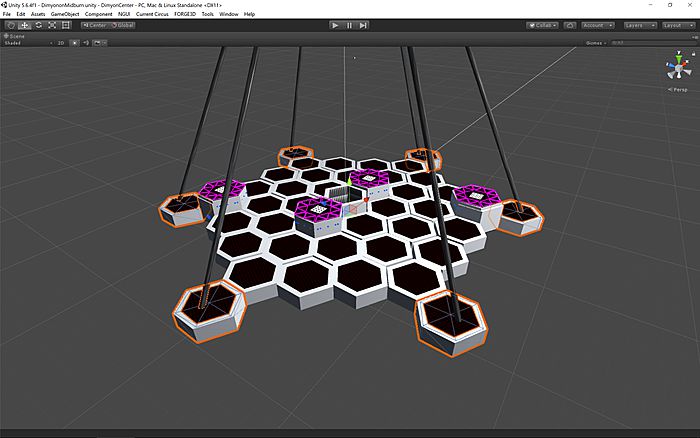 Unity 5.6.4f1 - DimyononMidburn.unity - DimyonCenter - PC, Mac & Linux Standalone <DX11>
File Edit Assets GameObject Component NGUI Current Circus FORGE3D Tools Window Help
Center Global Collab Account Layers Layout
Scene
Shaded 2D Gizmos All
Y
Persp